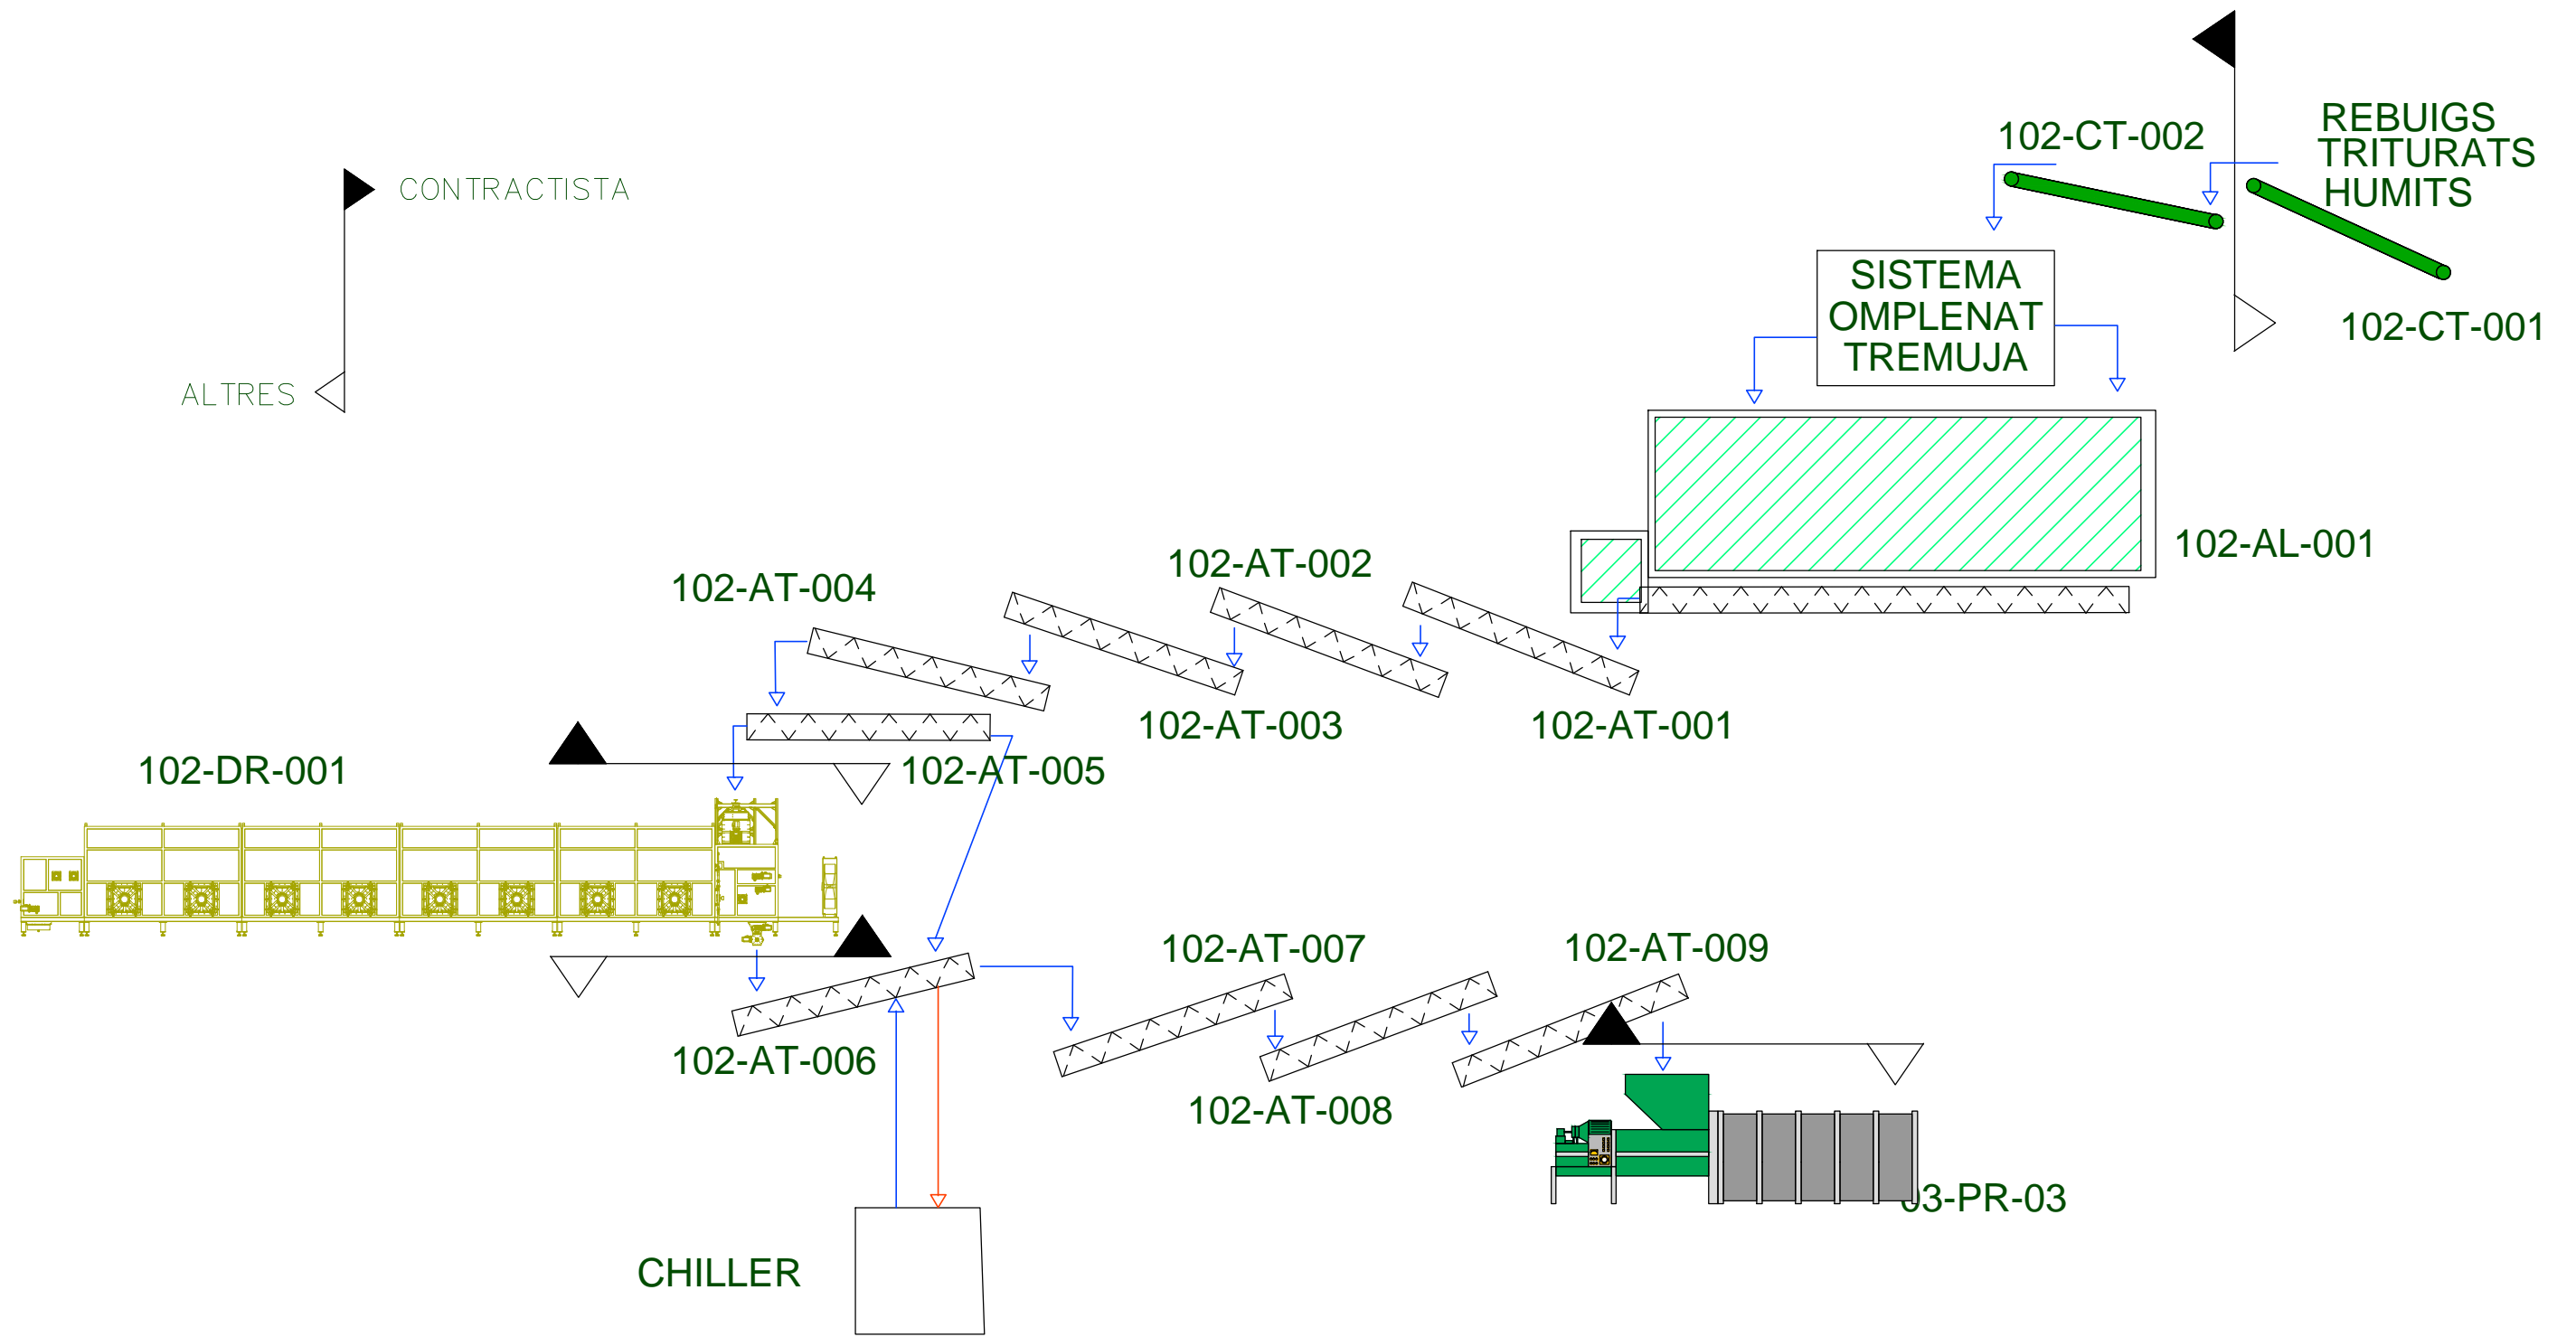 REBUIGS
TRITURATS
HUMITS
102-CT-002
CONTRACTISTA
SISTEMA
OMPLENAT
TREMUJA
102-CT-001
ALTRES
102-AL-001
102-AT-002
102-AT-004
102-AT-003
102-AT-001
102-DR-001
102-AT-005
102-AT-007
102-AT-009
102-AT-006
102-AT-008
03-PR-03
CHILLER